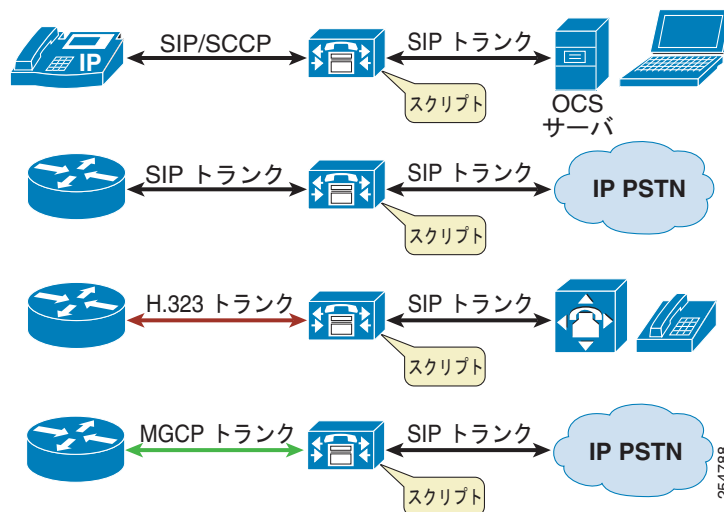 IP
SIP/SCCP
SIP トランク
スクリプト
OCS
サーバ
SIP トランク
SIP トランク
スクリプト
IP PSTN
H.323 トランク
SIP トランク
スクリプト
MGCP トランク
SIP トランク
スクリプト
IP PSTN
254788